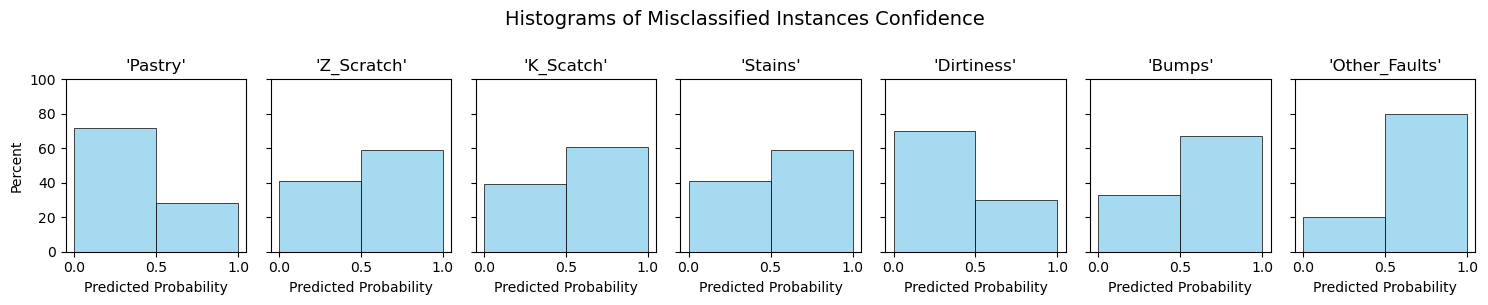 Histograms of Misclassified Instances Confidence
'Pastry' 'Z_Scratch' 'K_Scatch' 'Stains' 'Dirtiness' 'Bumps' 'Other_Faults'
Percent
100
80
60
40
20
0
0.0 0.5 1.0 0.0 0.5 1.0 0.0 0.5 1.0 0.0 0.5 1.0 0.0 0.5 1.0 0.0 0.5 1.0 0.0 0.5 1.0
Predicted Probability Predicted Probability Predicted Probability Predicted Probability Predicted Probability Predicted Probability Predicted Probability